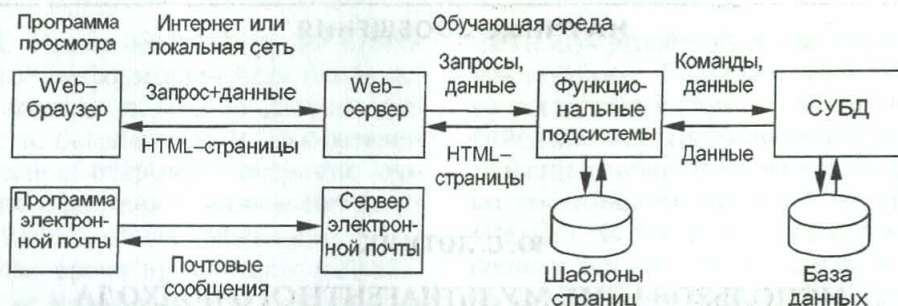 Программа
просмотра
Интернет или
локальная сеть
Обучающая среда
Web–
браузер
Запрос+данные
HTML–страницы
Web–
сервер
Запросы,
данные
HTML–
страницы
Функцио-
нальные
подсистемы
Команды,
данные
Данные
СУБД
Программа
электрон-
ной почты
Почтовые
сообщения
Сервер
электрон-
ной почты
Шаблоны
страниц
База
данных